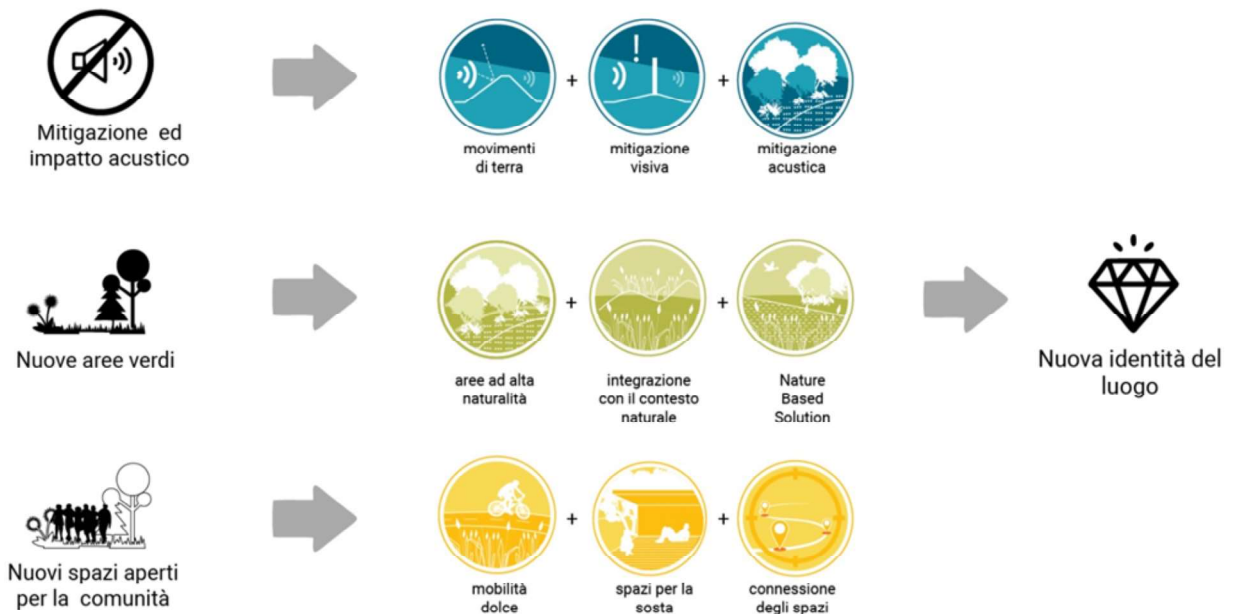 Mitigazione ed
impatto acustico
movimenti
di terra
+
mitigazione
visiva
+
mitigazione
acustica
Nuove aree verdi
aree ad alta
naturalità
+
integrazione
con il contesto
naturale
+
Nature
Based
Solution
Nuova identità del
luogo
Nuovi spazi aperti
per la comunità
mobilità
dolce
+
spazi per la
sosta
+
connessione
degli spazi